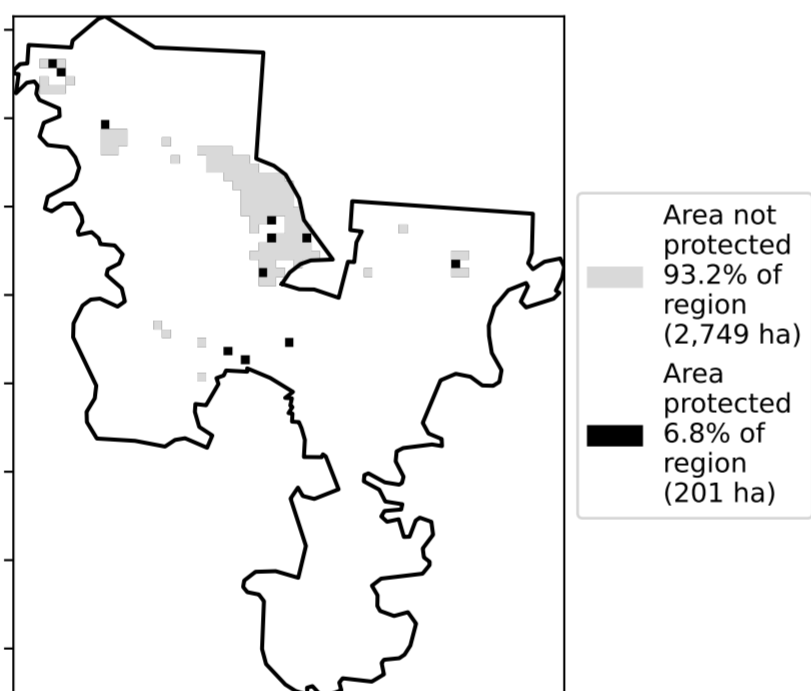 Area not
protected
93.2% of
region
(2,749 ha)
Area
protected
6.8% of
region
(201 ha)